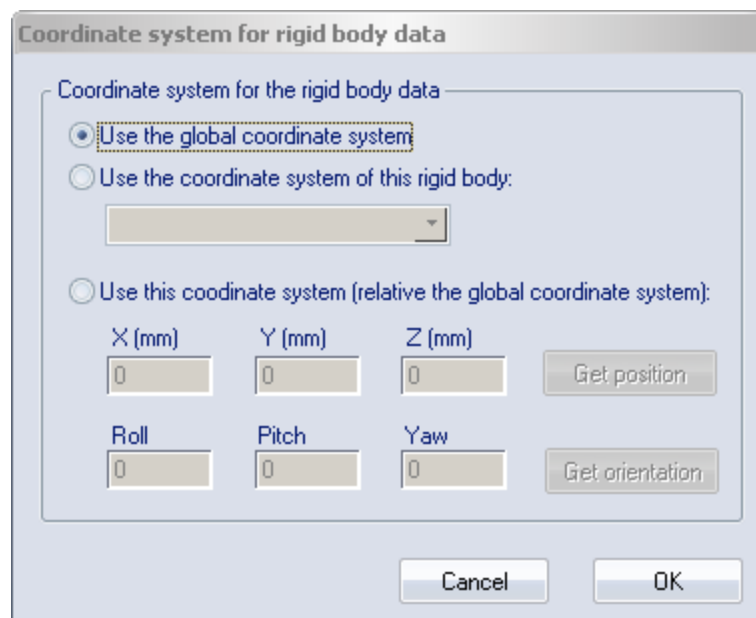 Coordinate system for rigid body data
Coordinate system for the rigid body data
Use the global coordinate system
Use the coordinate system of this rigid body:
Use this coodinate system (relative the global coordinate system):
X (mm) Y (mm) Z (mm)
0 0 0 Get position
Roll Pitch Yaw
0 0 0 Get orientation
Cancel OK